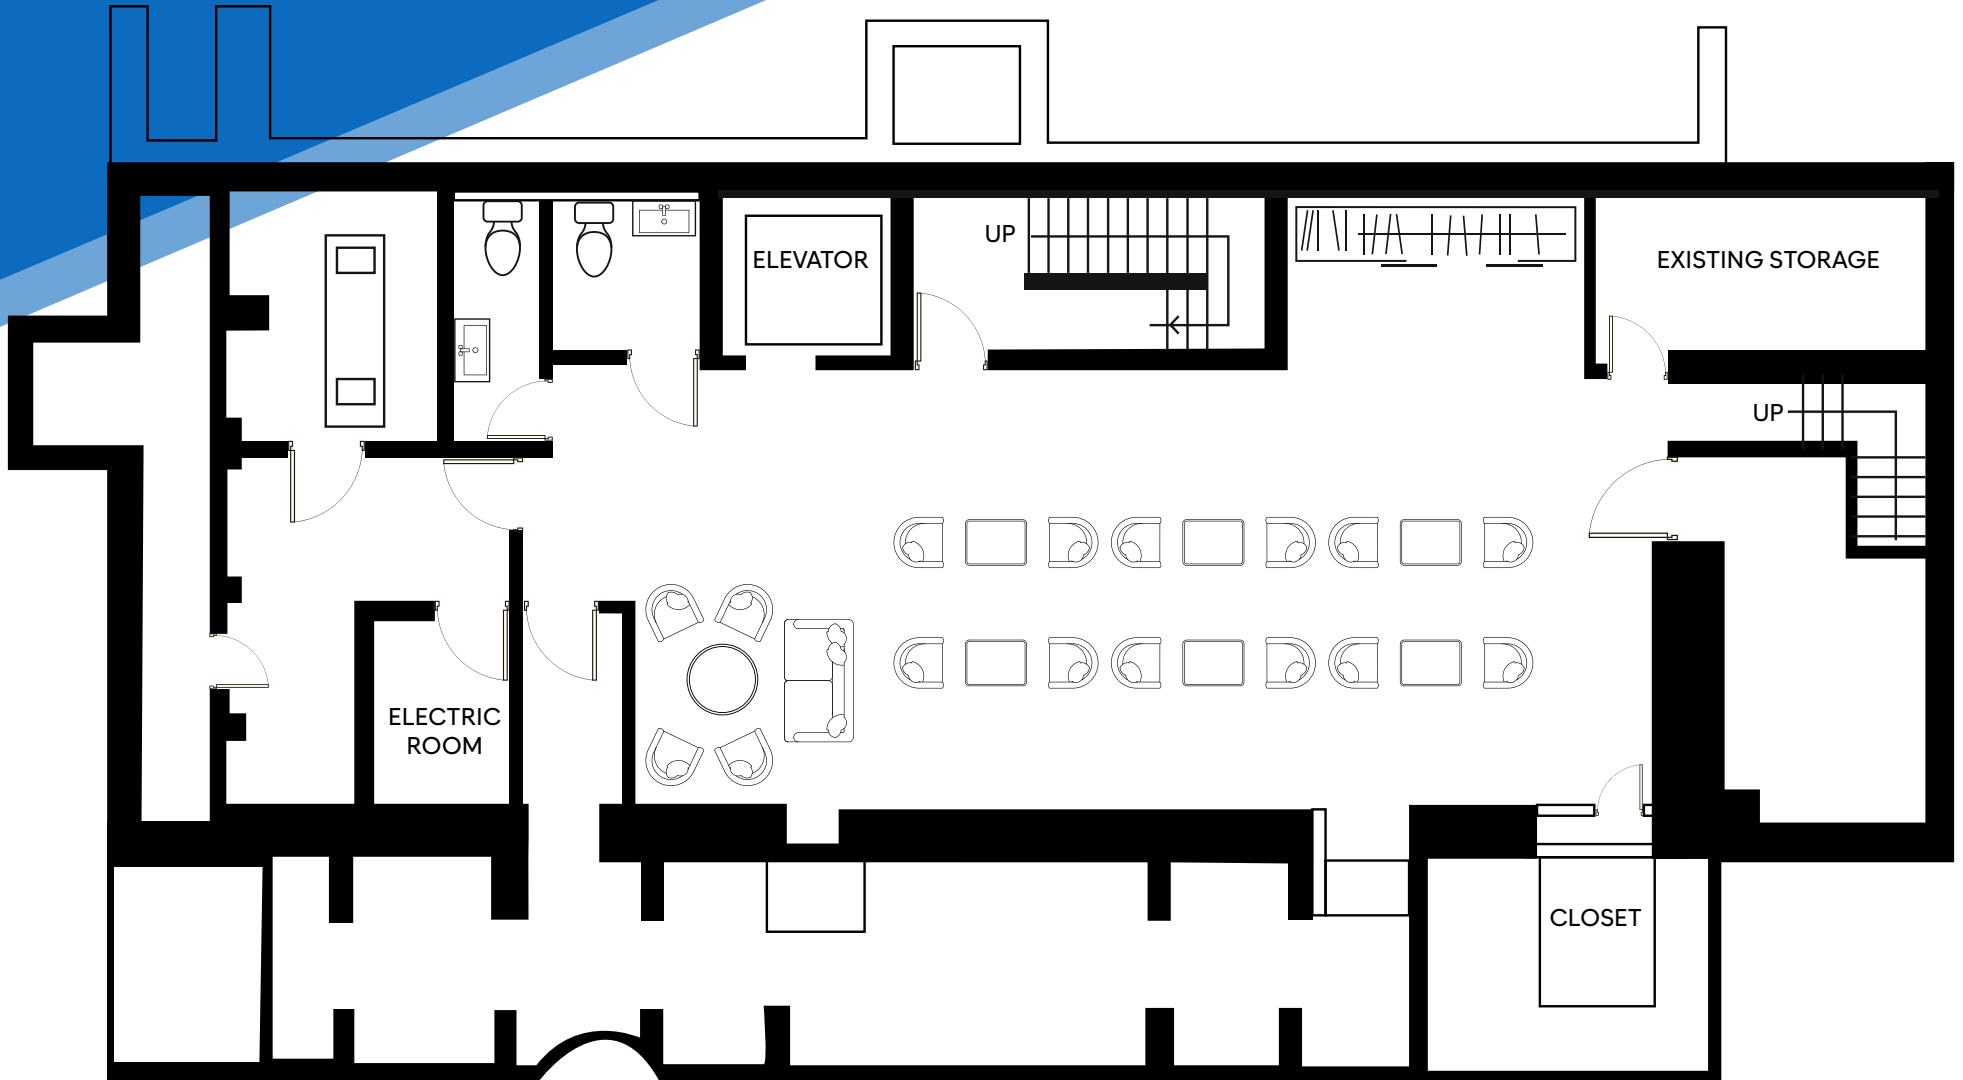 UP
ELEVATOR
EXISTING STORAGE
UP
ELECTRIC
ROOM
CLOSET